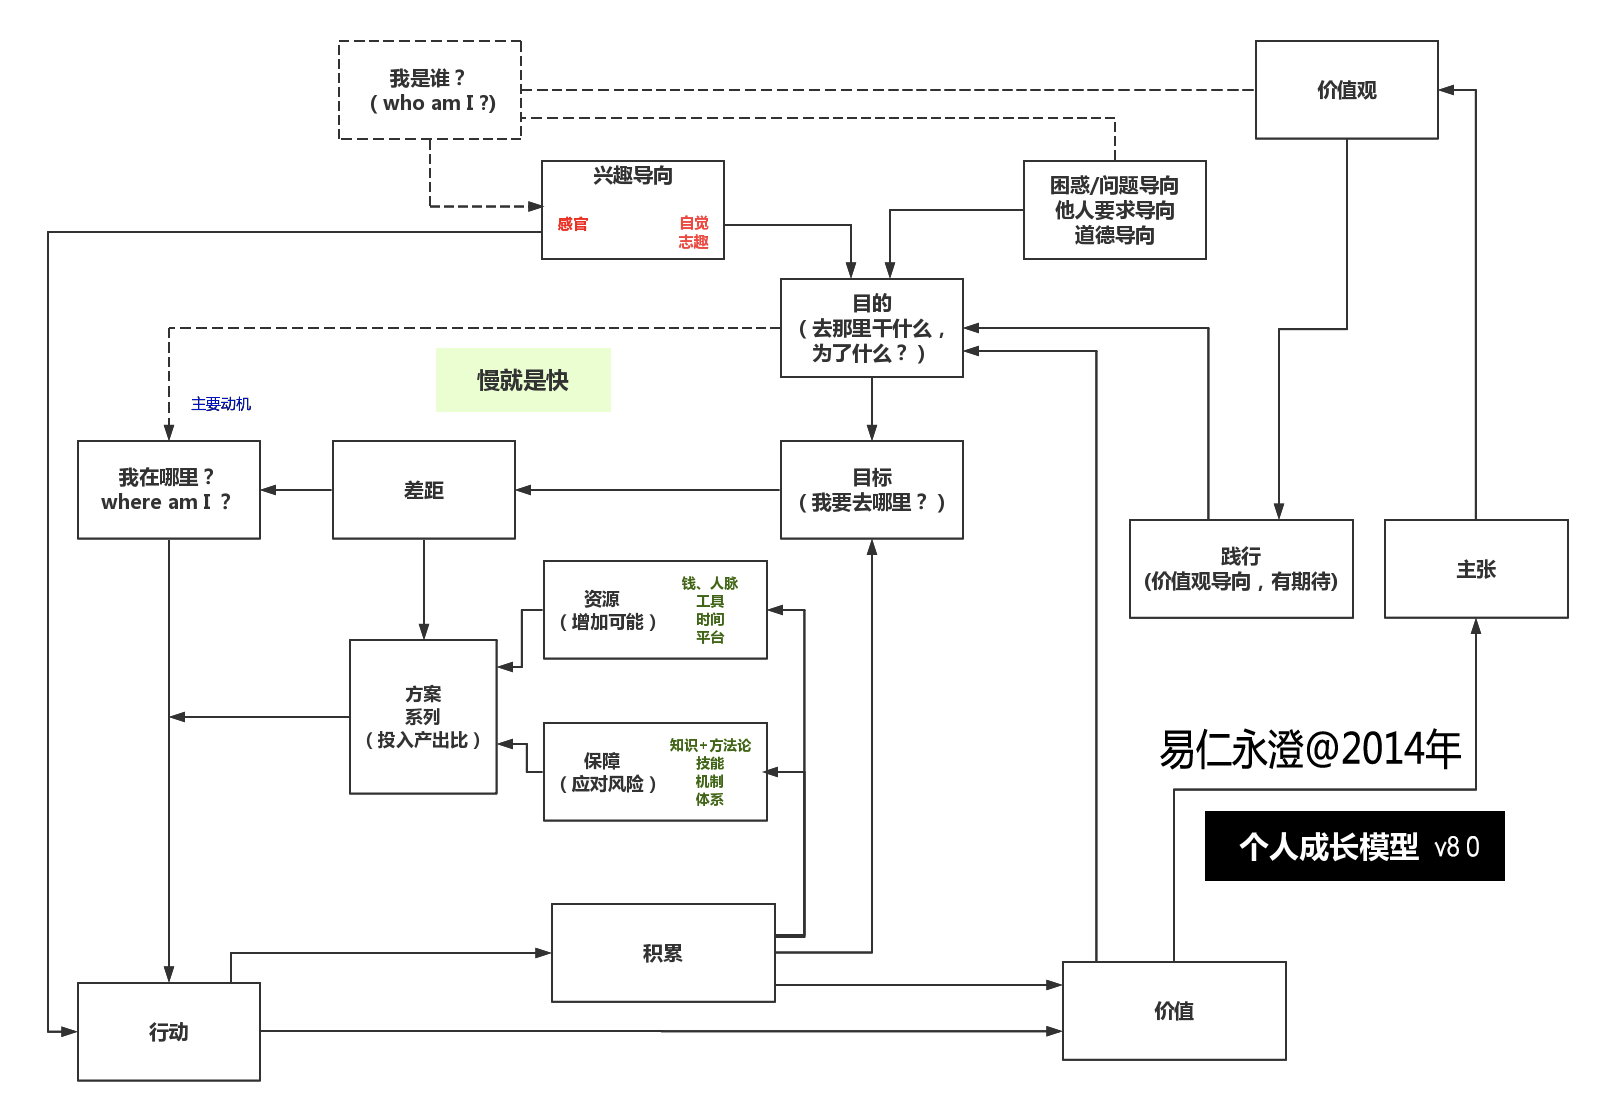 我是谁？
（who am I ?)
价值观
兴趣导向
感官
自觉
志趣
困惑/问题导向
他人要求导向
道德导向
目的
（去那里干什么，
为了什么？）
慢就是快
主要动机
我在哪里？
where am I ？
差距
目标
（我要去哪里？）
践行
(价值观导向，有期待)
主张
资源
（增加可能）
钱、人脉
工具
时间
平台
方案
系列
（投入产出比）
保障
（应对风险）
知识+方法论
技能
机制
体系
易仁永澄@2014年
个人成长模型 v8 0
积累
价值
行动